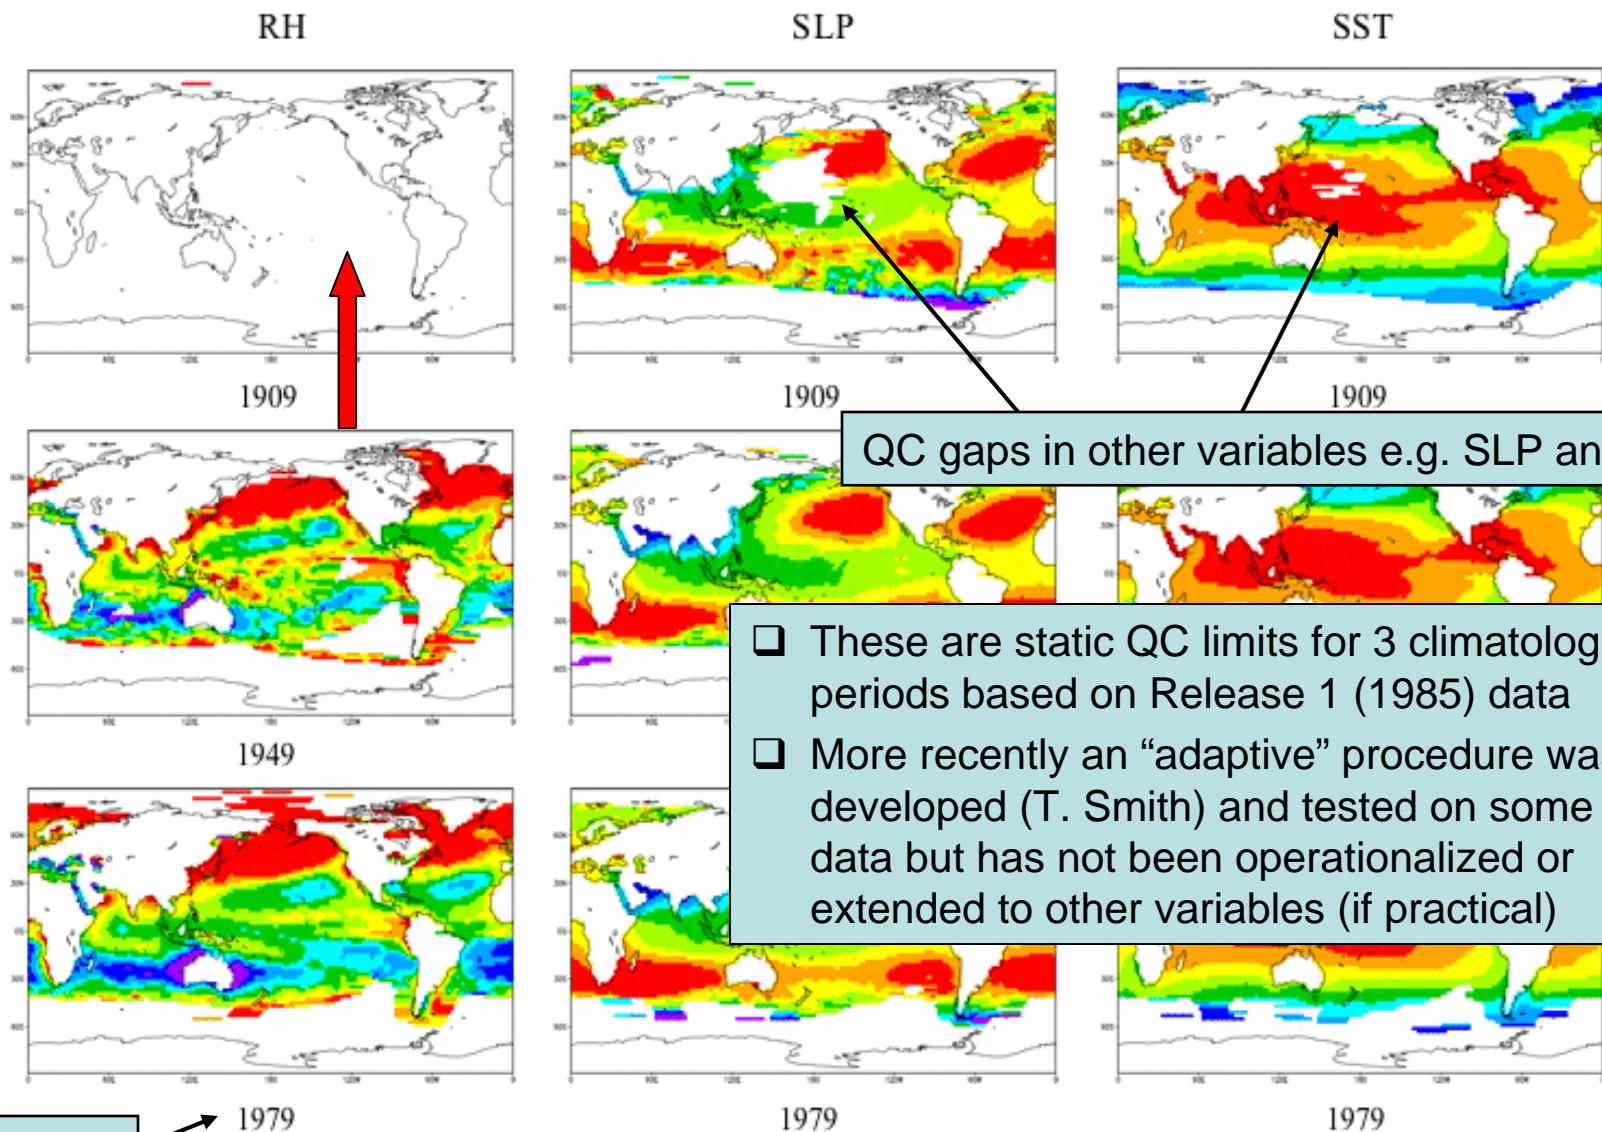 RH SLP SST
1909 1909 1909
QC gaps in other variables e.g. SLP an
1949
These are static QC limits for 3 climatolog
periods based on Release 1 (1985) data
More recently an “adaptive” procedure wa
developed (T. Smith) and tested on some
data but has not been operationalized or
extended to other variables (if practical)
1979 1979 1979